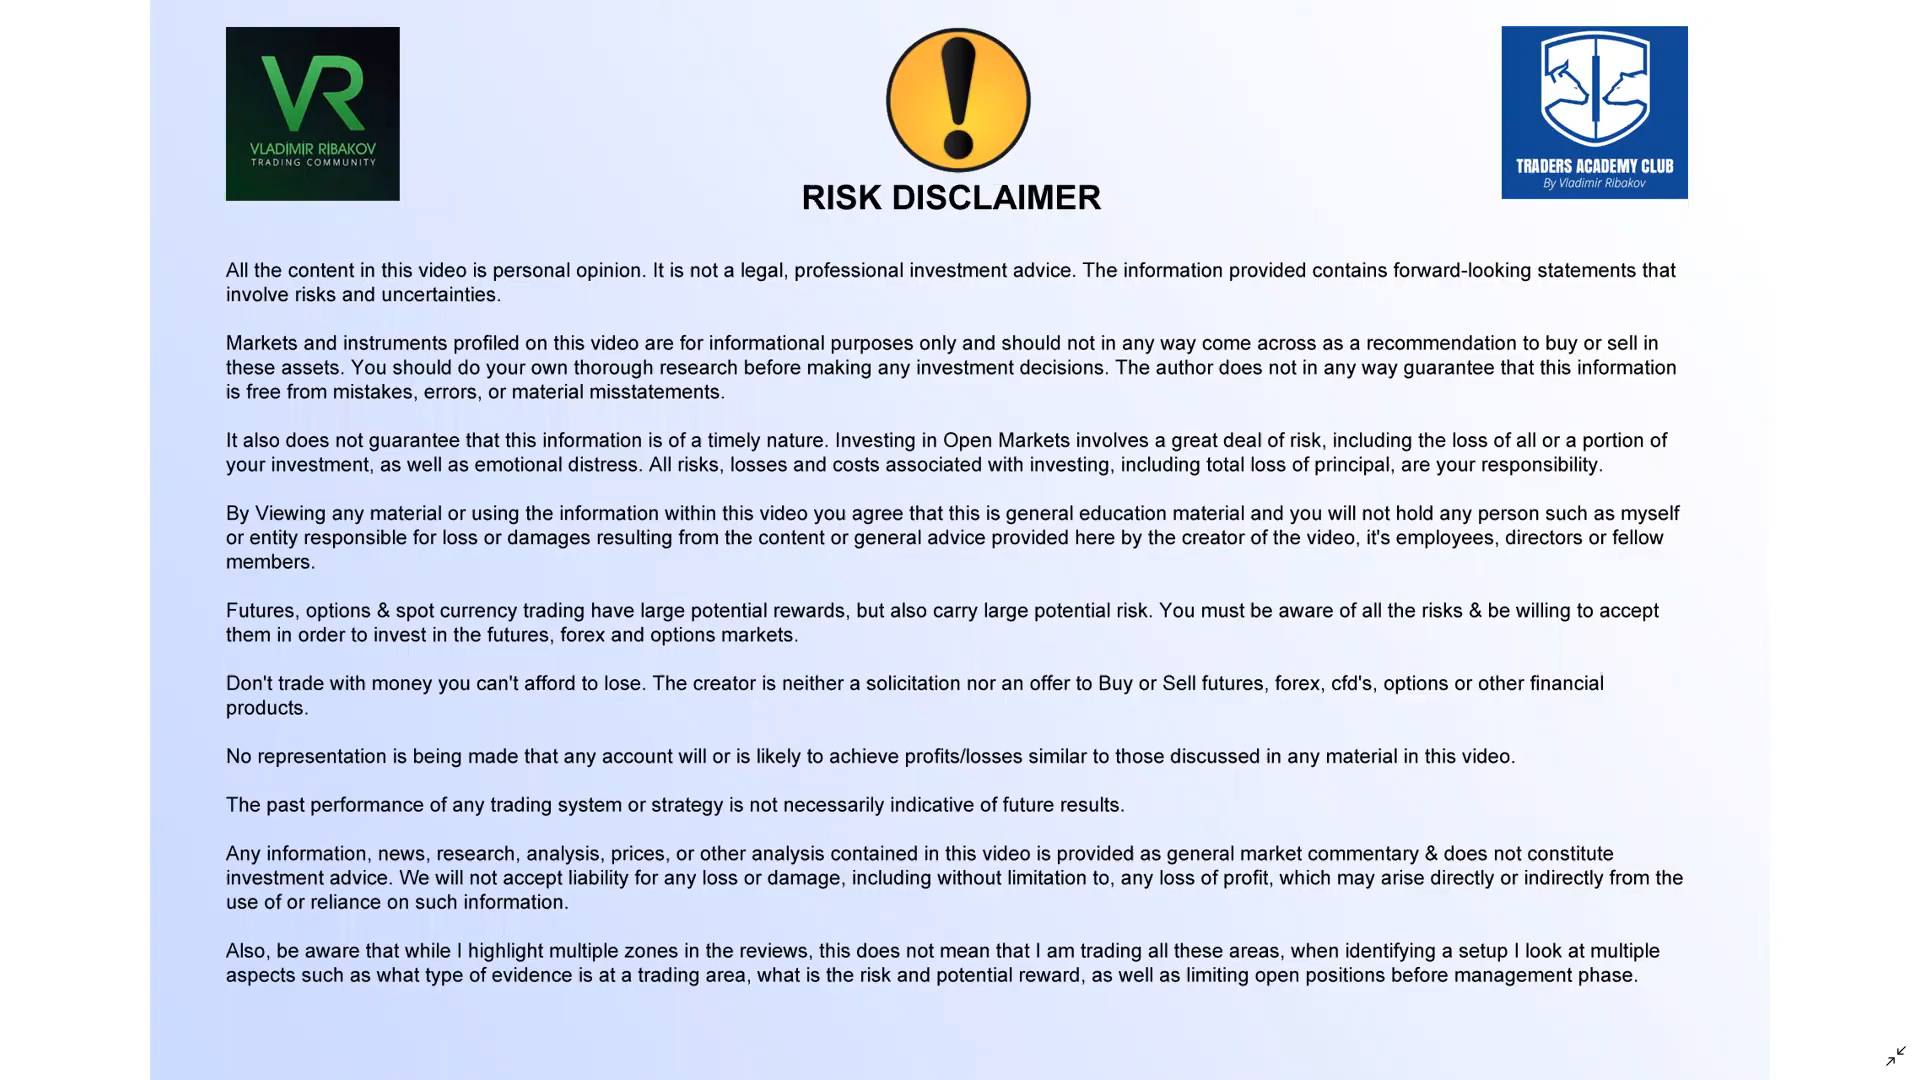 VR
VLADIMIR RIBAKOV
TRADING COMMUNITY
TRADERS ACADEMY CLUB
By Vladimir Ribakov
RISK DISCLAIMER
All the content in this video is personal opinion. It is not a legal, professional investment advice. The information provided contains forward-looking statements that
involve risks and uncertainties.
Markets and instruments profiled on this video are for informational purposes only and should not in any way come across as a recommendation to buy or sell in
these assets. You should do your own thorough research before making any investment decisions. The author does not in any way guarantee that this information
is free from mistakes, errors, or material misstatements.
It also does not guarantee that this information is of a timely nature. Investing in Open Markets involves a great deal of risk, including the loss of all or a portion of
your investment, as well as emotional distress. All risks, losses and costs associated with investing, including total loss of principal, are your responsibility.
By Viewing any material or using the information within this video you agree that this is general education material and you will not hold any person such as myself
or entity responsible for loss or damages resulting from the content or general advice provided here by the creator of the video, it's employees, directors or fellow
members.
Futures, options & spot currency trading have large potential rewards, but also carry large potential risk. You must be aware of all the risks & be willing to accept
them in order to invest in the futures, forex and options markets.
Don't trade with money you can't afford to lose. The creator is neither a solicitation nor an offer to Buy or Sell futures, forex, cfd's, options or other financial
products.
No representation is being made that any account will or is likely to achieve profits/losses similar to those discussed in any material in this video.
The past performance of any trading system or strategy is not necessarily indicative of future results.
Any information, news, research, analysis, prices, or other analysis contained in this video is provided as general market commentary & does not constitute
investment advice. We will not accept liability for any loss or damage, including without limitation to, any loss of profit, which may arise directly or indirectly from the
use of or reliance on such information.
Also, be aware that while I highlight multiple zones in the reviews, this does not mean that I am trading all these areas, when identifying a setup I look at multiple
aspects such as what type of evidence is at a trading area, what is the risk and potential reward, as well as limiting open positions before management phase.